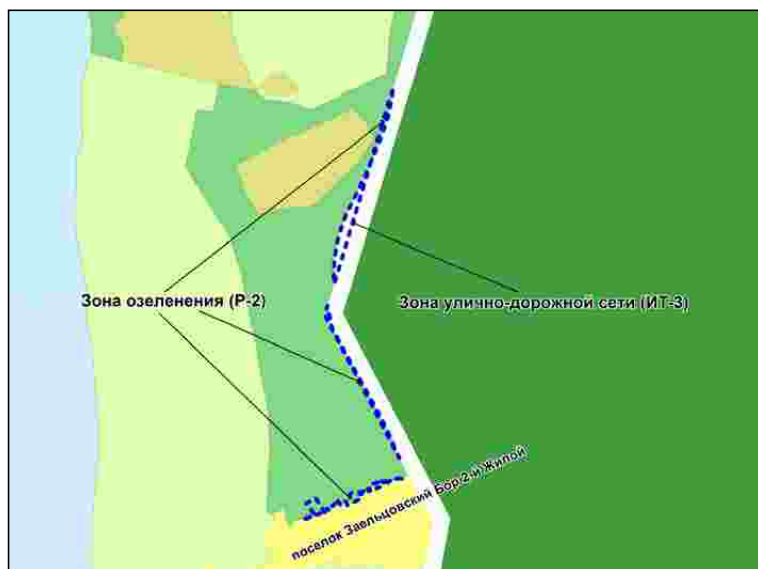 Зона озеленения (Р-2)
Зона улично-дорожной сети (ИТ-3)
поселок Заельцовский Бор 2-й Жилой